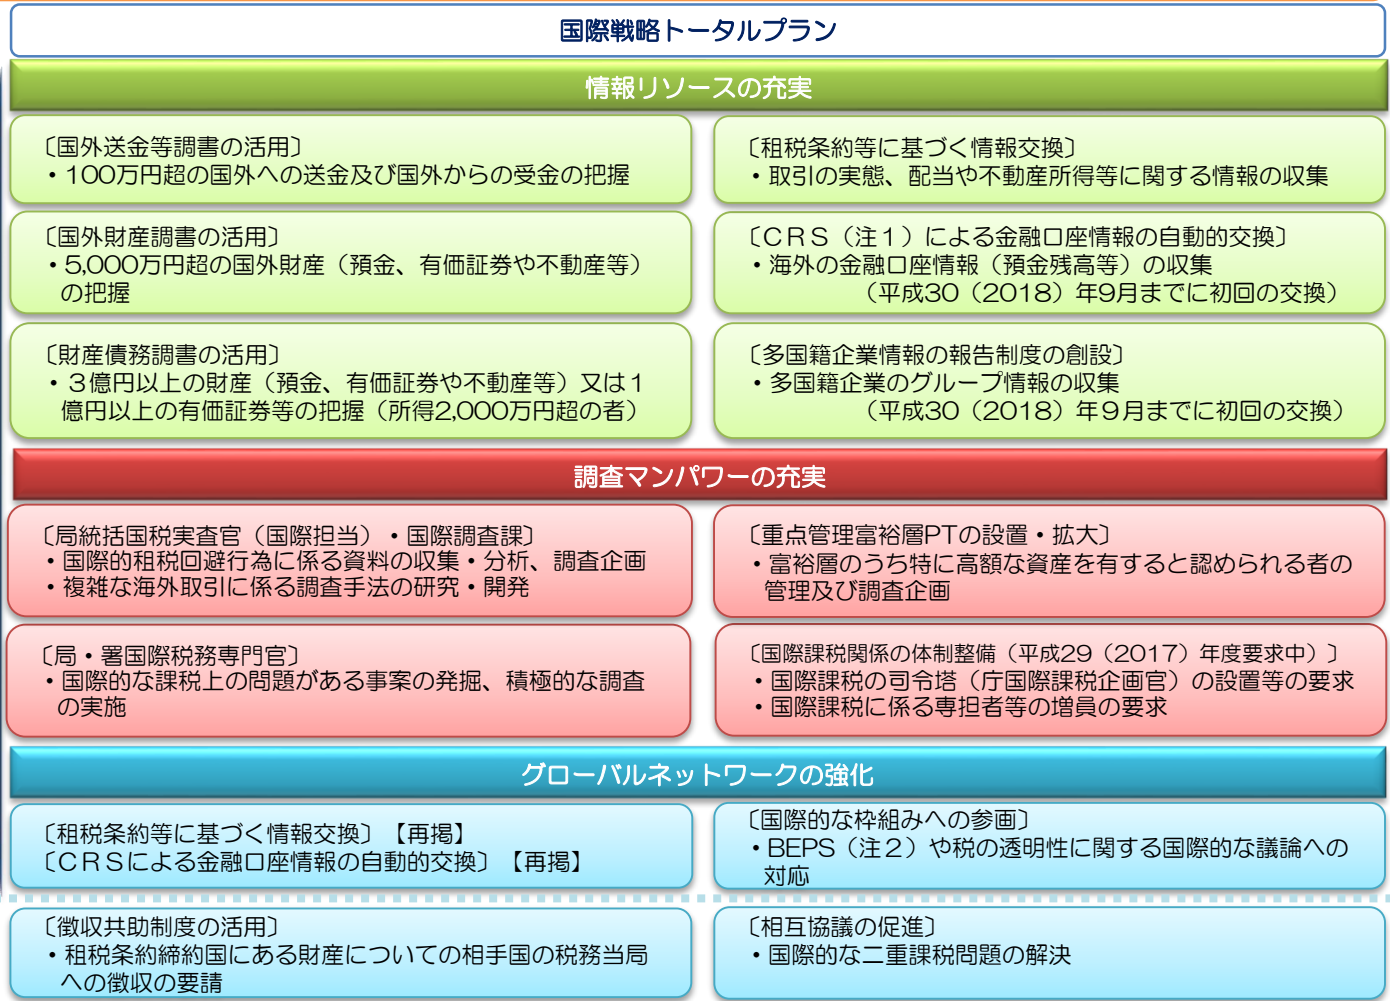 国際戦略トータルプラン
情報リソースの充実
〔国外送金等調書の活用〕
・100万円超の国外への送金及び国外からの受金の把握
〔租税条約等に基づく情報交換〕
・取引の実態、配当や不動産所得等に関する情報の収集
〔国外財産調書の活用〕
・5,000万円超の国外財産（預金、有価証券や不動産等）
の把握
〔ＣＲＳ（注１）による金融口座情報の自動的交換〕
・海外の金融口座情報（預金残高等）の収集
（平成30（2018）年9月までに初回の交換）
〔財産債務調書の活用〕
・３億円以上の財産（預金、有価証券や不動産等）又は１
億円以上の有価証券等の把握（所得2,000万円超の者）
〔多国籍企業情報の報告制度の創設〕
・多国籍企業のグループ情報の収集
（平成30（2018）年９月までに初回の交換）
調査マンパワーの充実
〔局統括国税実査官（国際担当）・国際調査課〕
・国際的租税回避行為に係る資料の収集・分析、調査企画
・複雑な海外取引に係る調査手法の研究・開発
〔重点管理富裕層PTの設置・拡大〕
・富裕層のうち特に高額な資産を有すると認められる者の
管理及び調査企画
〔局・署国際税務専門官〕
・国際的な課税上の問題がある事案の発掘、積極的な調査
の実施
〔国際課税関係の体制整備（平成29（2017）年度要求中）〕
・国際課税の司令塔（庁国際課税企画官）の設置等の要求
・国際課税に係る専担者等の増員の要求
グローバルネットワークの強化
〔租税条約等に基づく情報交換〕【再掲】
〔ＣＲＳによる金融口座情報の自動的交換〕【再掲】
〔国際的な枠組みへの参画〕
・BEPS（注２）や税の透明性に関する国際的な議論への
対応
〔徴収共助制度の活用〕
・租税条約締約国にある財産についての相手国の税務当局
への徴収の要請
〔相互協議の促進〕
・国際的な二重課税問題の解決